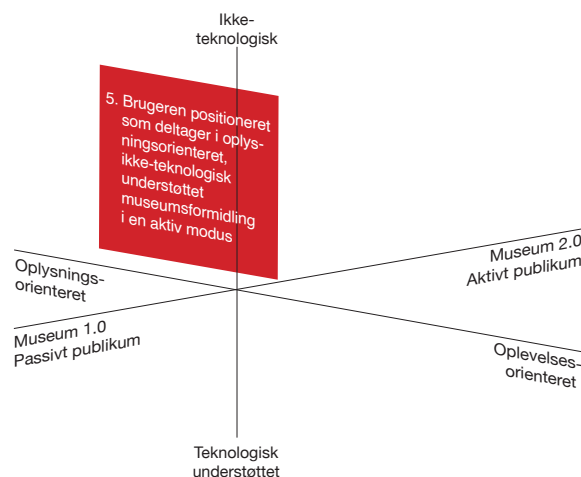 Ikke-
teknologisk
5. Brugeren positioneret
som deltager i oplys-
ningsorienteret,
ikke-teknologisk
understøttet
museumsformidling
i en aktiv modus
Museum 2.0
Aktivt publikum
Oplysnings-
orienteret
Museum 1.0
Passivt publikum
Oplevelses-
orienteret
Teknologisk
understøttet